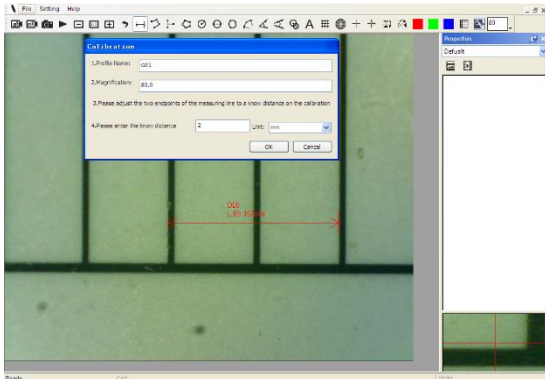 File Setting Help
80
Calibration
1.Profile Name: cali
2.Magnification: 80.0
3.Please adjust the two endpoints of the measuring line to a know distance on the calibration
4.Please enter the know distance 2 Unit: mm
OK Cancel
Properties
Default
Ready